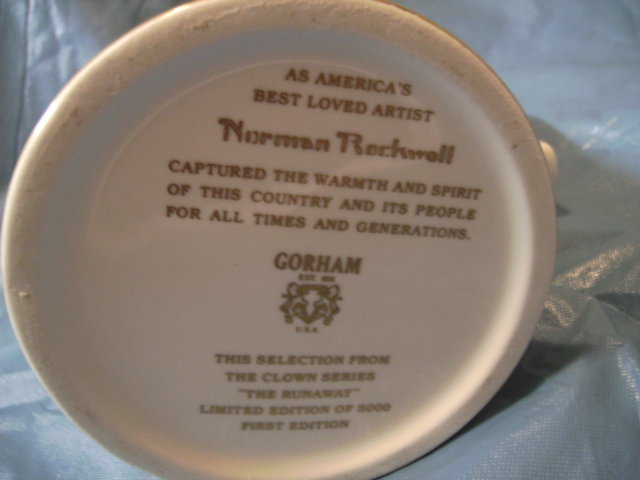 AS AMERICA'S
BEST LOVED ARTIST
Norman Rockwell
CAPTURED THE WARMTH AND SPIRIT
OF THIS COUNTRY AND ITS PEOPLE
FOR ALL TIMES AND GENERATIONS.
GORHAM
EST 1831
U.S.A.
THIS SELECTION FROM
THE CLOWN SERIES
"THE RUNAWAY"
LIMITED EDITION OF 5000
FIRST EDITION